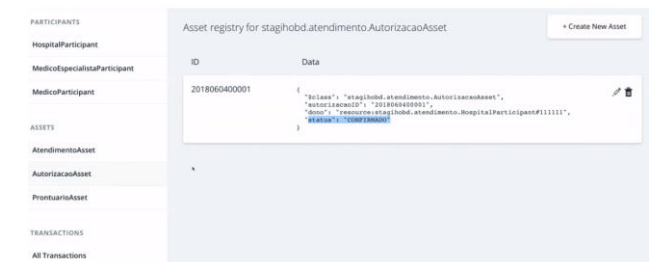 PARTICIPANTS
HospitalParticipant
MedicoEspecialistaParticipant
MedicoParticipant
ASSETS
AtendimentoAsset
AutorizacaoAsset
ProntuarioAsset
TRANSACTIONS
All Transactions
Asset registry for stagihobd.atendimento.AutorizacaoAsset
+ Create New Asset
ID Data
2018060400001
{
"$class": "stagihobd.atendimento.AutorizacaoAsset",
"autorizacaoID": "2018060400001",
"dono": "resource:stagihobd.atendimento.HospitalParticipant#111111",
"status": "CONFIRMADO"
}